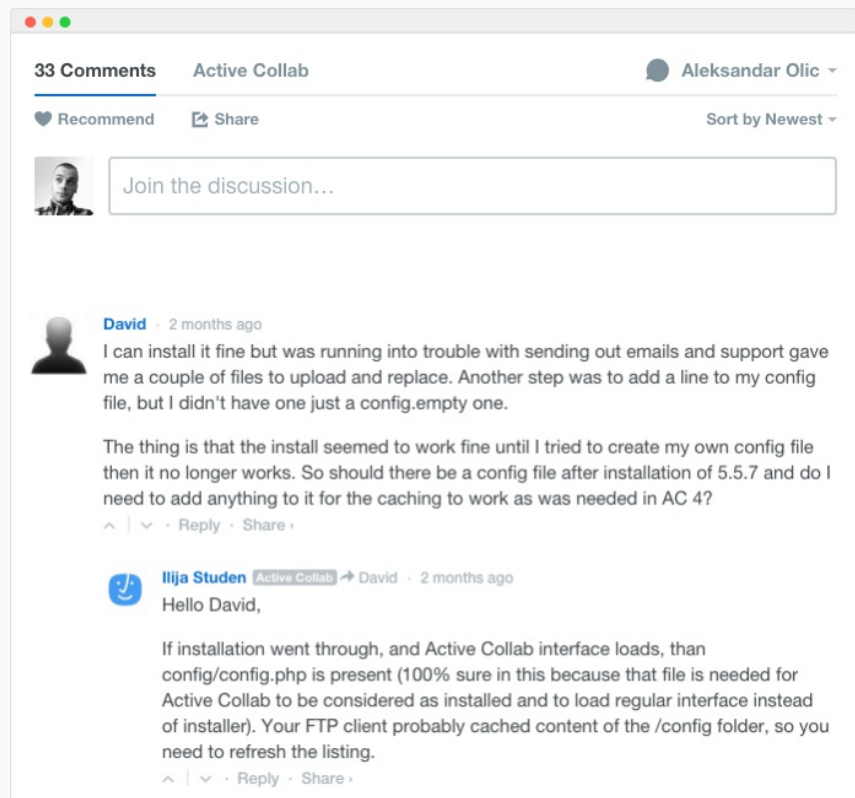 33 Comments
Active Collab
Aleksandar Olic
Recommend
Share
Sort by Newest
Join the discussion…
David · 2 months ago
I can install it fine but was running into trouble with sending out emails and support gave
me a couple of files to upload and replace. Another step was to add a line to my config
file, but I didn't have one just a config.empty one.
The thing is that the install seemed to work fine until I tried to create my own config file
then it no longer works. So should there be a config file after installation of 5.5.7 and do I
need to add anything to it for the caching to work as was needed in AC 4?
· Reply · Share ›
Ilija Studen Active Collab David · 2 months ago
Hello David,
If installation went through, and Active Collab interface loads, than
config/config.php is present (100% sure in this because that file is needed for
Active Collab to be considered as installed and to load regular interface instead
of installer). Your FTP client probably cached content of the /config folder, so you
need to refresh the listing.
· Reply · Share ›